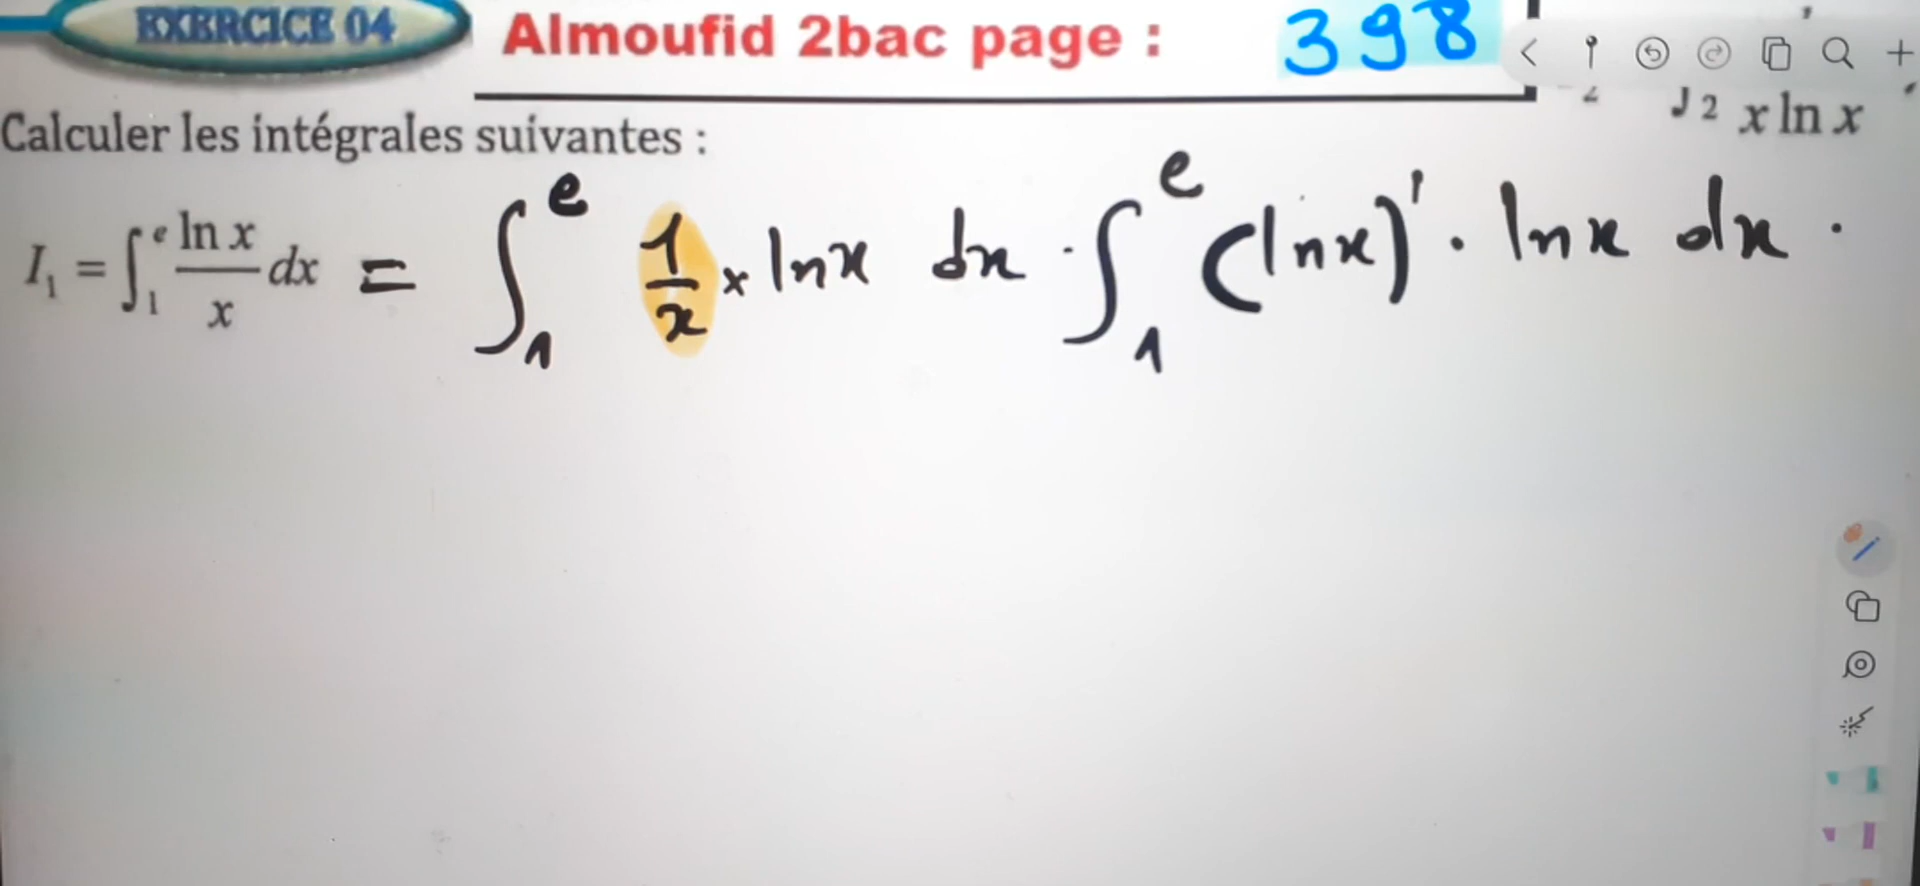 EXERCICE 04
Almoufid 2bac page : 398
x ln x
Calculer les intégrales suivantes :
I₁ = ∫₁ᵉ ln x / x dx = ∫₁ᵉ 1/x × ln x dx · ∫₁ᵉ (ln x)' · ln x dx ·